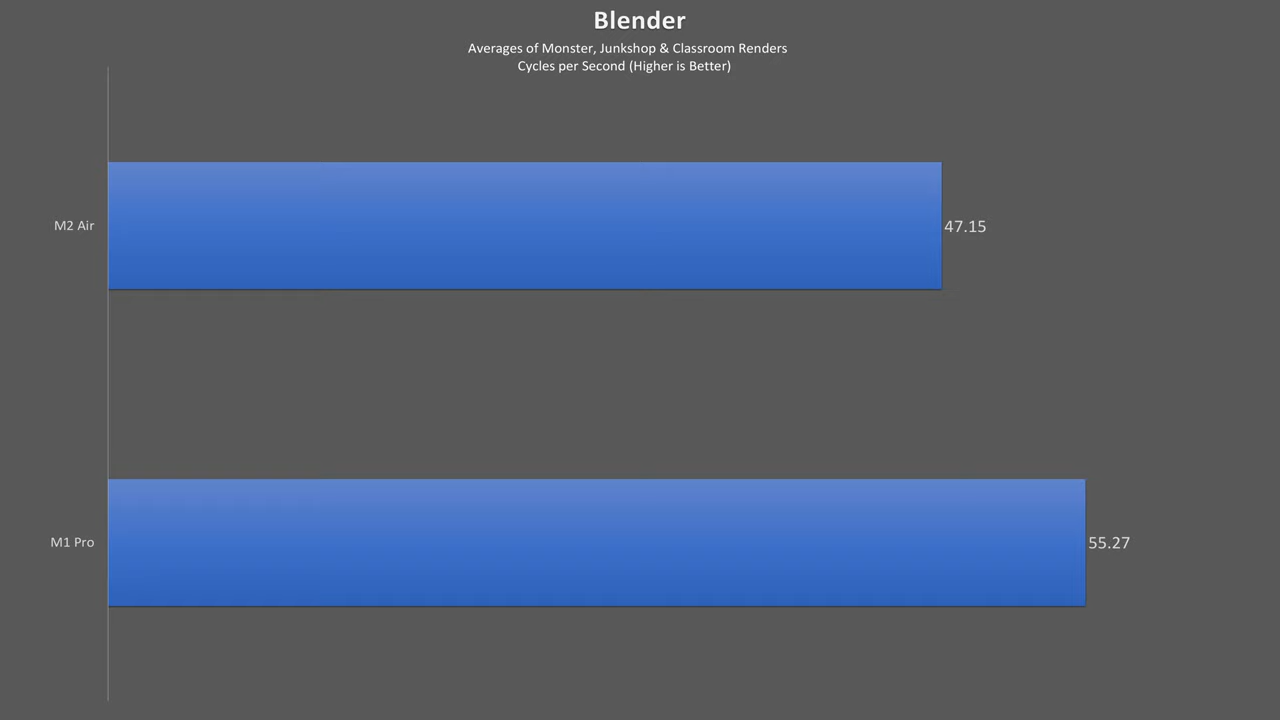 Blender
Averages of Monster, Junkshop & Classroom Renders
Cycles per Second (Higher is Better)
M2 Air
47.15
M1 Pro
55.27